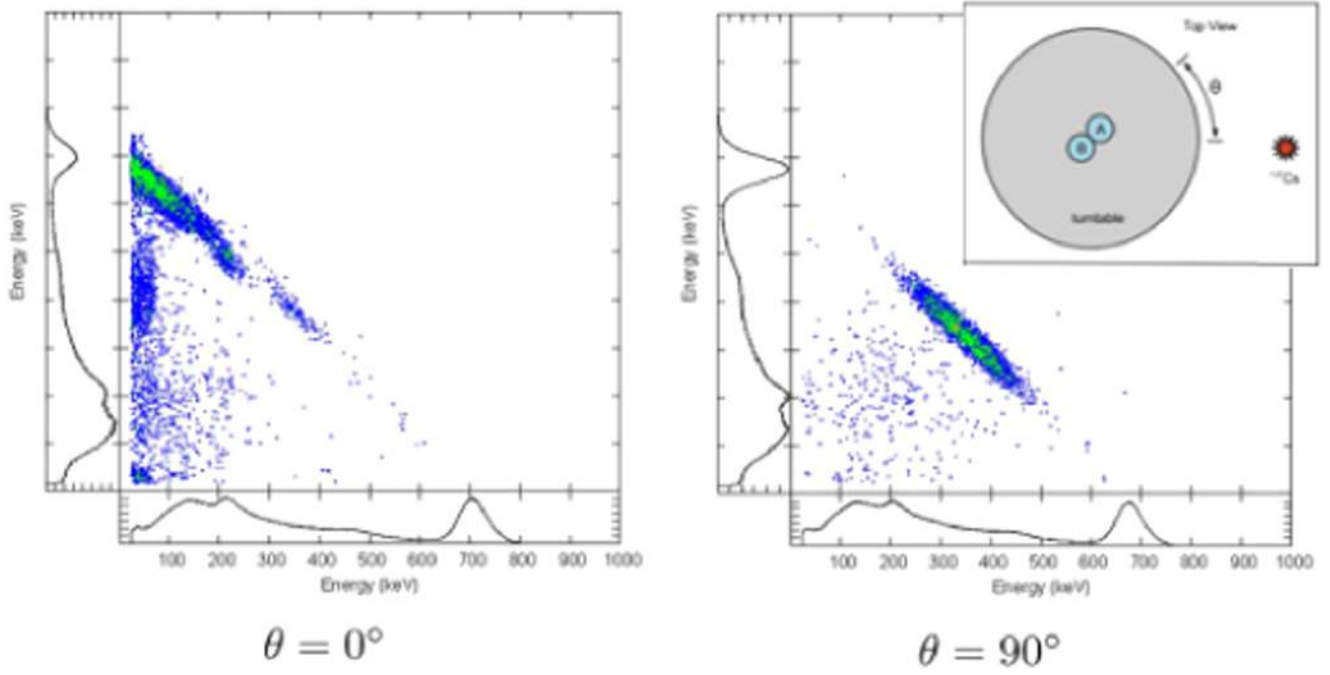 Top View
θ
A
B
Cs
turntable
Energy (keV)
Energy (keV)
100 200 300 400 500 600 700 800 900 1000
100 200 300 400 500 600 700 800 900 1000
Energy (keV)
Energy (keV)
θ = 0°
θ = 90°